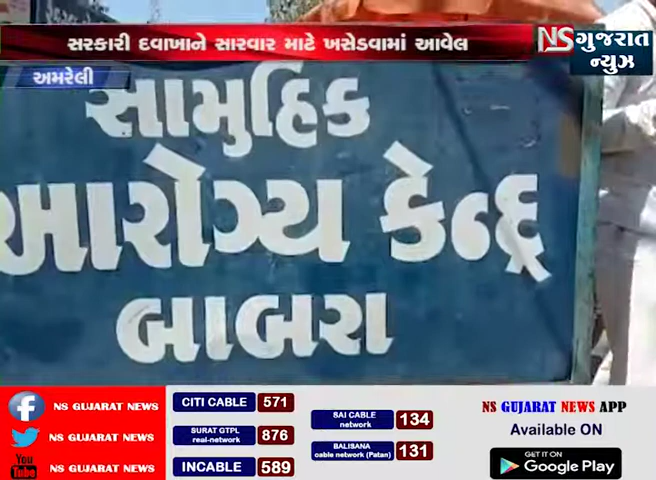 સરકારી દવાખાને સારવાર માટે ખસેડવામાં આવેલ
NS ગુજરાત
ન્યુઝ
અમરેલી
સામુહિક
આરોગ્ય કેન્દ્ર
બાબરા
NS GUJARAT NEWS
NS GUJARAT NEWS
You Tube NS GUJARAT NEWS
CITI CABLE 571
SURAT GTPL
real-network 876
INCABLE 589
SAI CABLE
network 134
BALISANA
cable network (Patan) 131
NS GUJARAT NEWS APP
Available ON
GET IT ON
Google Play